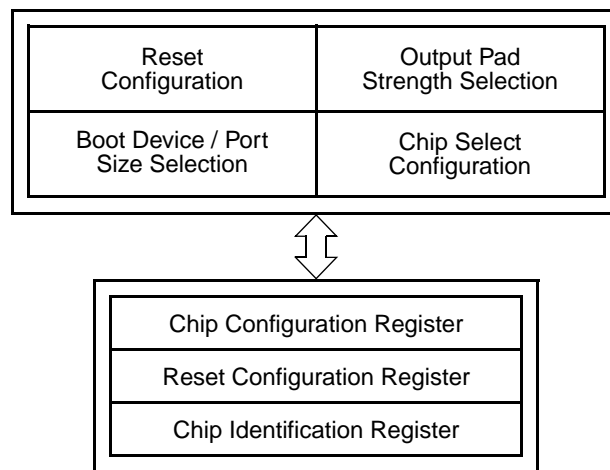 Reset
Configuration
Output Pad
Strength Selection
Boot Device / Port
Size Selection
Chip Select
Configuration
Chip Configuration Register
Reset Configuration Register
Chip Identification Register